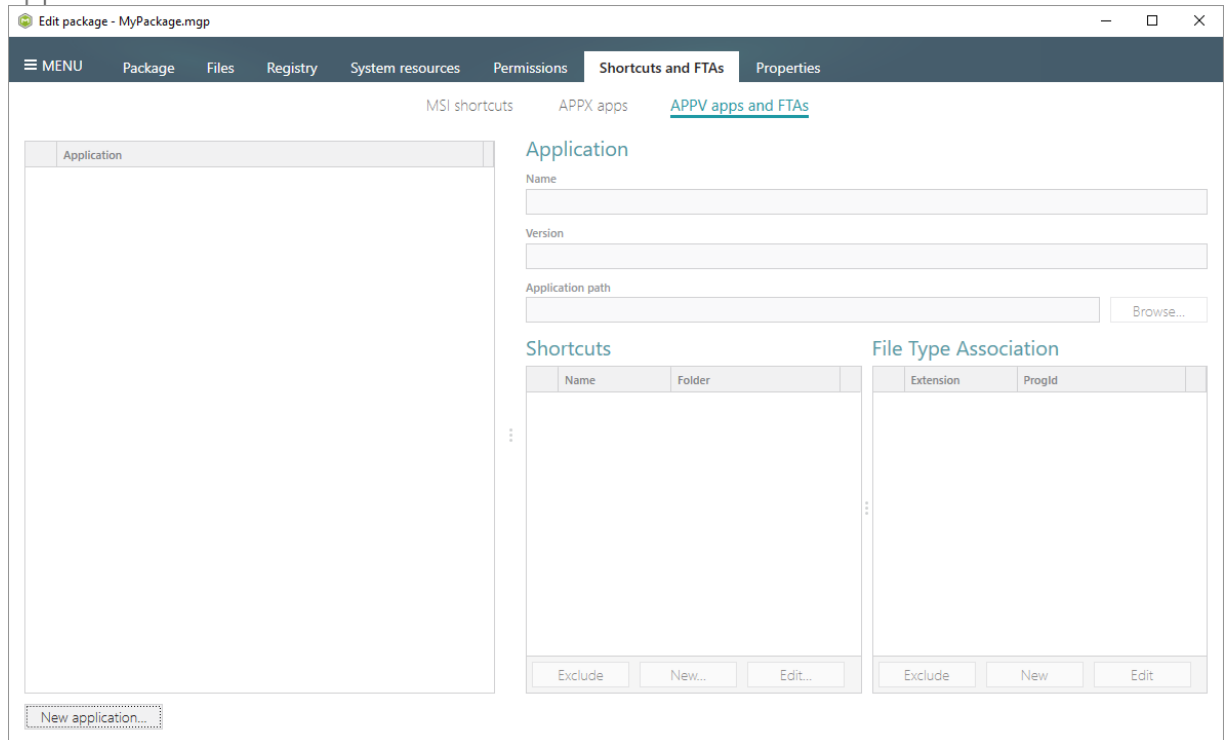 Edit package - MyPackage.mgp
≡ MENU Package Files Registry System resources Permissions Shortcuts and FTAs Properties
MSI shortcuts APPX apps APPV apps and FTAs
Application
Application
Name
Version
Application path
Browse...
Shortcuts
File Type Association
Name Folder
Extension ProgId
Exclude New... Edit...
Exclude New Edit
New application...